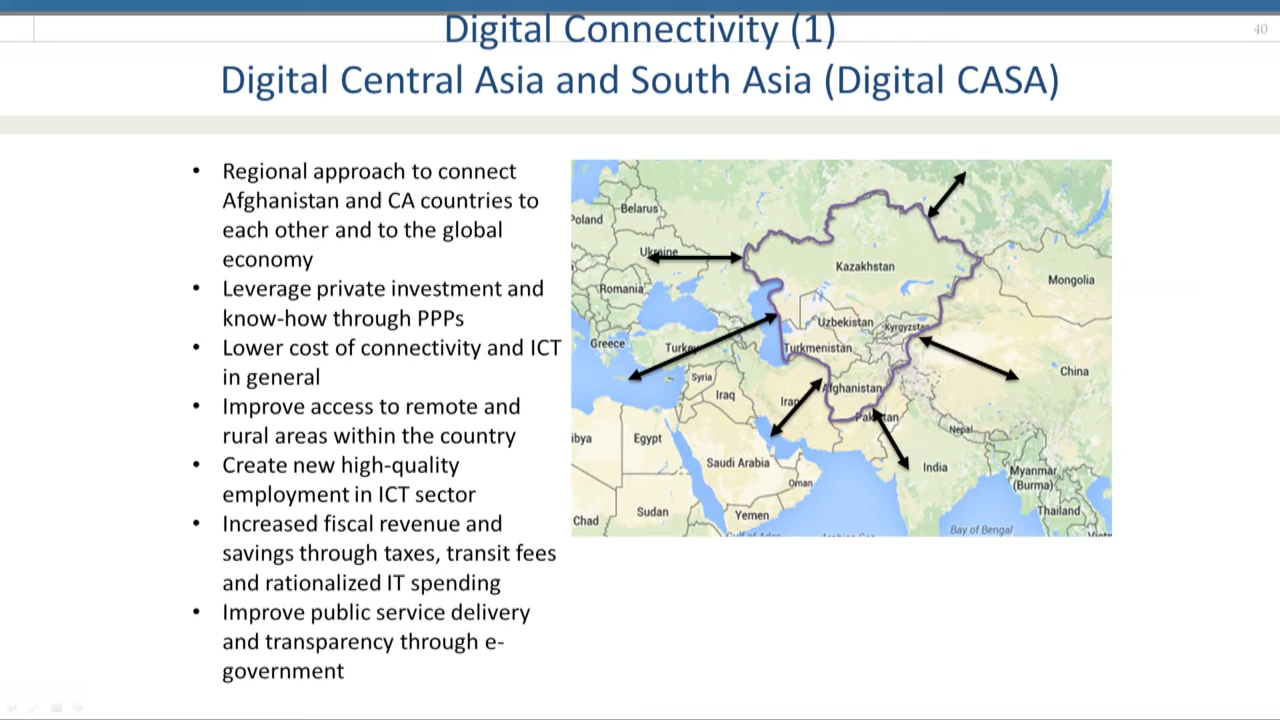 40
Digital Connectivity (1)
Digital Central Asia and South Asia (Digital CASA)
• Regional approach to connect
Afghanistan and CA countries to
each other and to the global
economy
• Leverage private investment and
know-how through PPPs
• Lower cost of connectivity and ICT
in general
• Improve access to remote and
rural areas within the country
• Create new high-quality
employment in ICT sector
• Increased fiscal revenue and
savings through taxes, transit fees
and rationalized IT spending
• Improve public service delivery
and transparency through e-
government
Belarus
Poland
Ukraine
Kazakhstan
Mongolia
Romania
Uzbekistan
Kyrgyzstan
Greece
Turkey
Turkmenistan
China
Syria
Afghanistan
Iraq
Iran
Pakistan
Nepal
ibya
Egypt
Saudi Arabia
India
Myanmar
(Burma)
Oman
Sudan
Yemen
Thailand
Chad
Bay of Bengal
Gulf of Aden